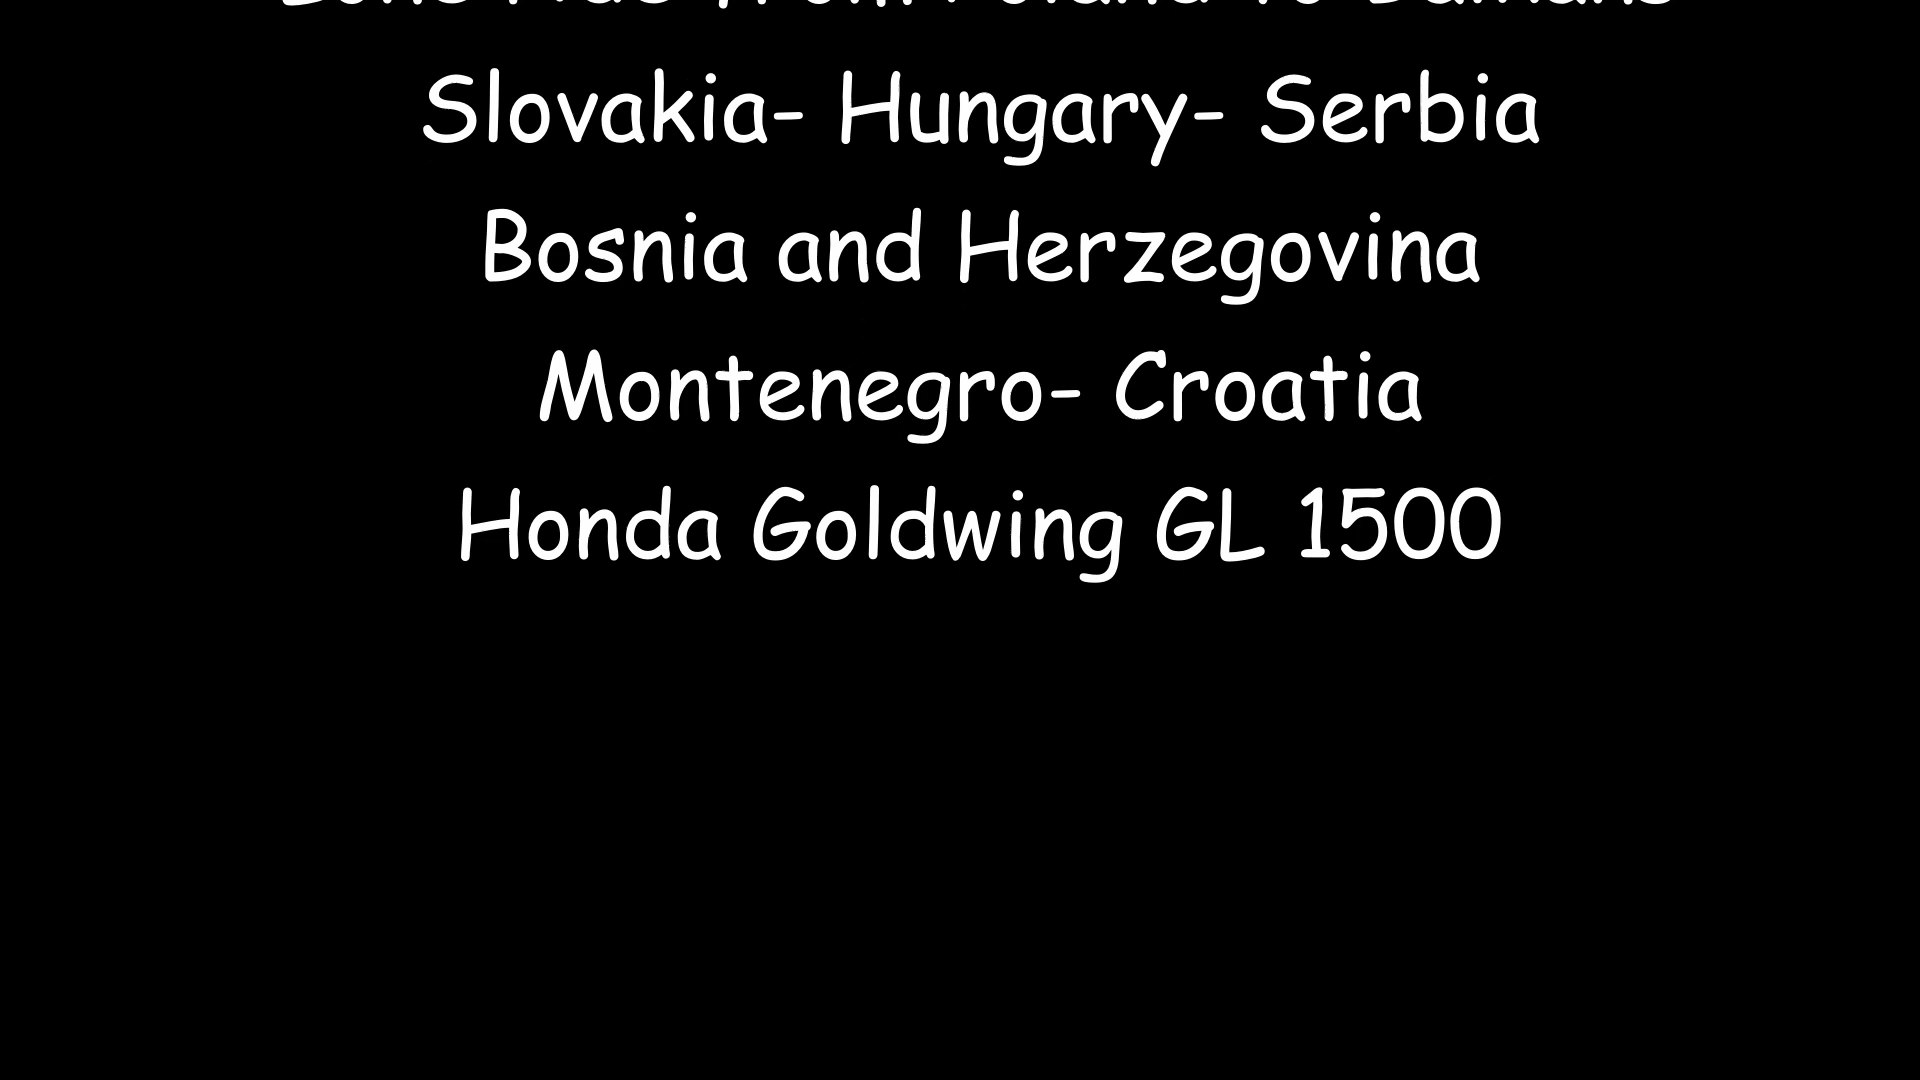 Slovakia- Hungary- Serbia
Bosnia and Herzegovina
Montenegro- Croatia
Honda Goldwing GL 1500